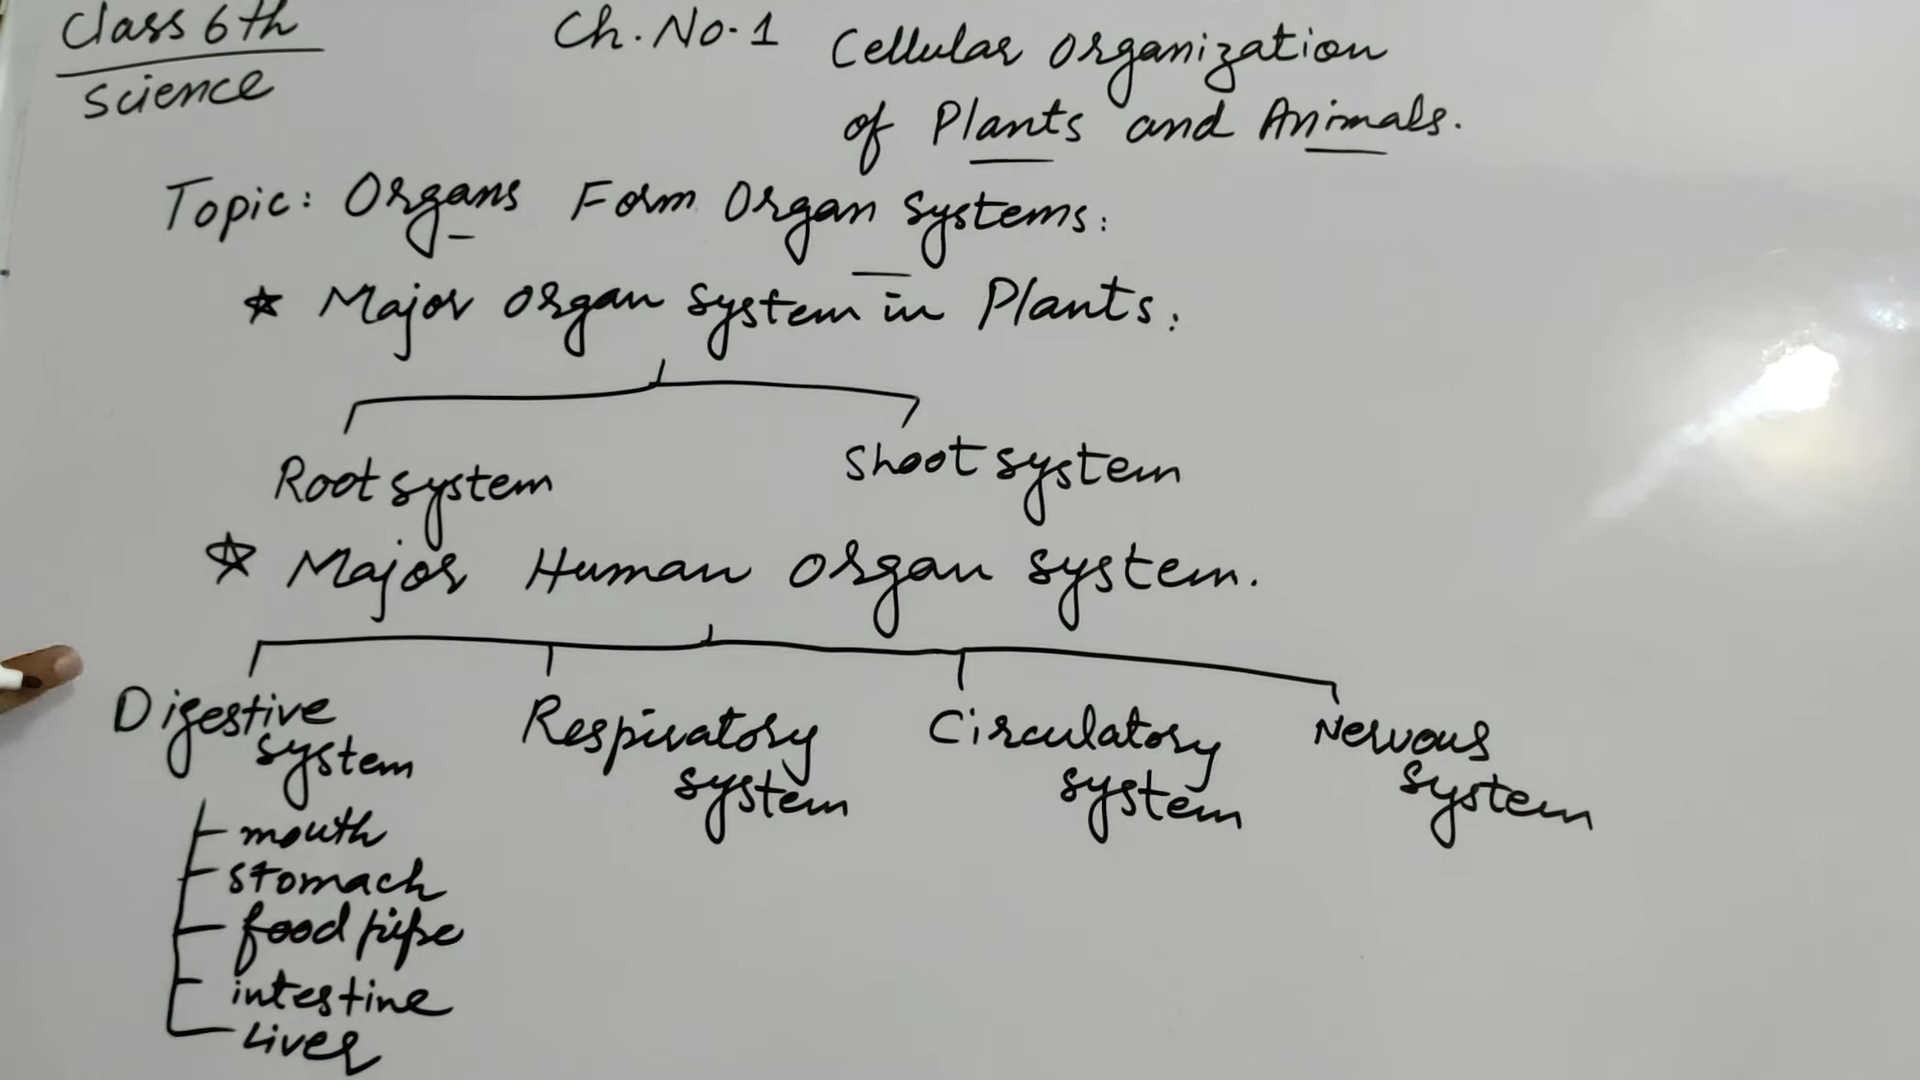 Class 6th
Science
Ch. No. 1 Cellular Organization
of Plants and Animals.
Topic: Organs Form Organ Systems:
☆ Major Organ System in Plants:
Root system Shoot system
☆ Major Human Organ System.
Digestive system Respiratory system Circulatory system Nervous system
mouth
stomach
food pipe
intestine
Liver